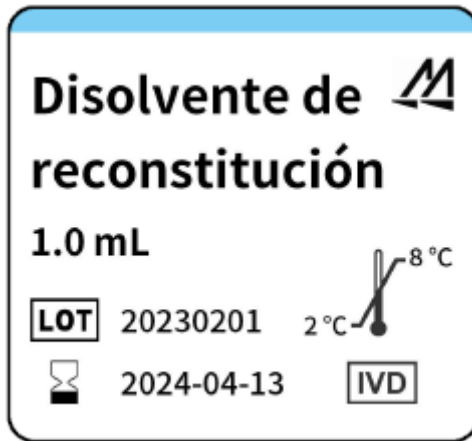 Disolvente de
reconstitución
1.0 mL
8 °C
2 °C
LOT 20230201
2024-04-13 IVD